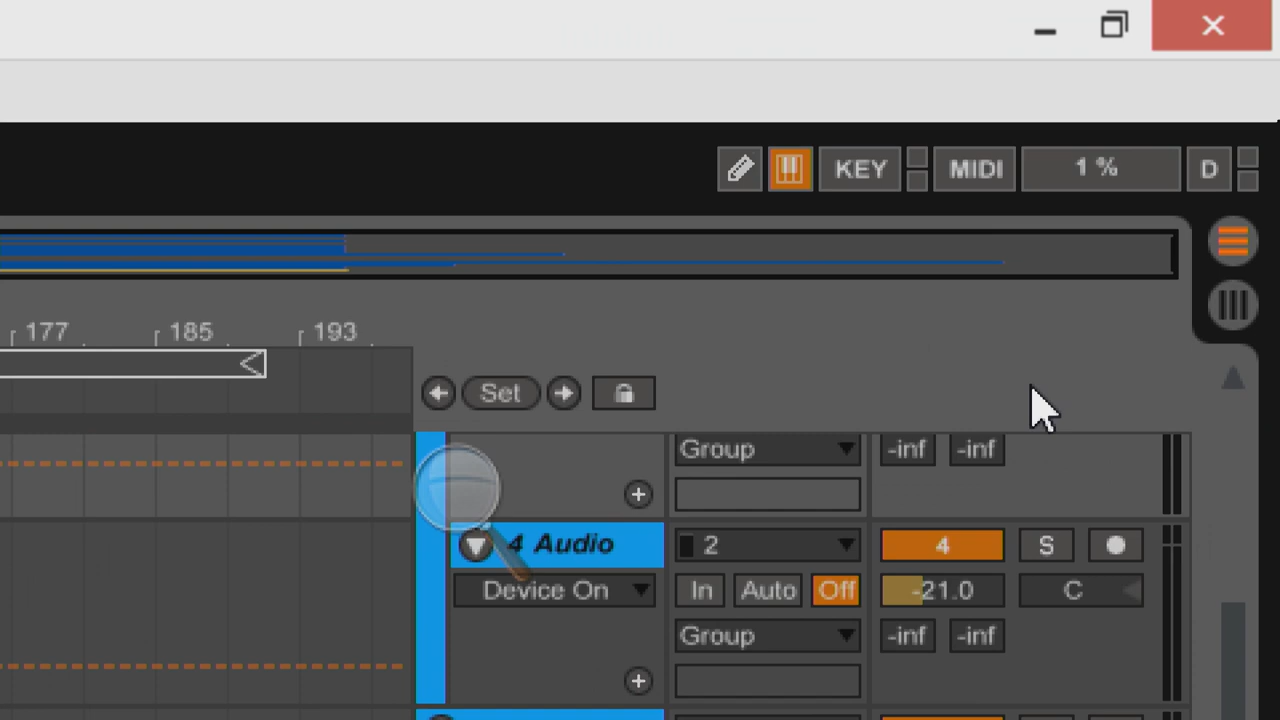 KEY MIDI 1 % D
177 185 193
Set
Group -inf -inf
4 Audio 2 4 S
Device On In Auto Off -21.0 C
Group -inf -inf